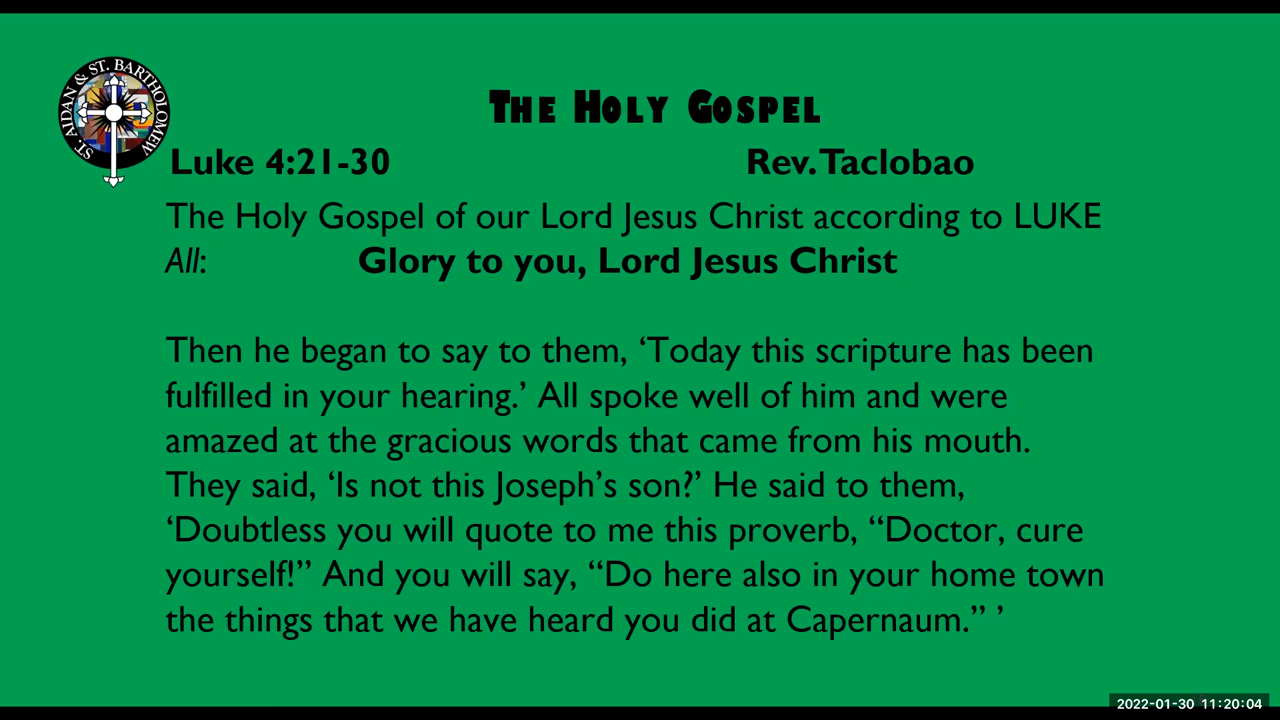 ST. AIDAN & ST. BARTHOLOMEW
THE HOLY GOSPEL
Luke 4:21-30 Rev. Taclobao
The Holy Gospel of our Lord Jesus Christ according to LUKE
All: Glory to you, Lord Jesus Christ
Then he began to say to them, ‘Today this scripture has been
fulfilled in your hearing.’ All spoke well of him and were
amazed at the gracious words that came from his mouth.
They said, ‘Is not this Joseph’s son?’ He said to them,
‘Doubtless you will quote to me this proverb, “Doctor, cure
yourself!” And you will say, “Do here also in your home town
the things that we have heard you did at Capernaum.” ’
2022-01-30 11:20:04